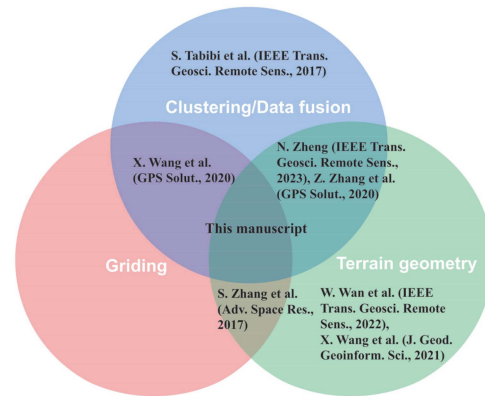 S. Tabibi et al. (IEEE Trans.
Geosci. Remote Sens., 2017)
Clustering/Data fusion
X. Wang et al.
(GPS Solut., 2020)
N. Zheng (IEEE Trans.
Geosci. Remote Sens.,
2023), Z. Zhang et al.
(GPS Solut., 2020)
This manuscript
Griding
Terrain geometry
S. Zhang et al.
(Adv. Space Res.,
2017)
W. Wan et al. (IEEE
Trans. Geosci. Remote
Sens., 2022),
X. Wang et al. (J. Geod.
Geoinform. Sci., 2021)